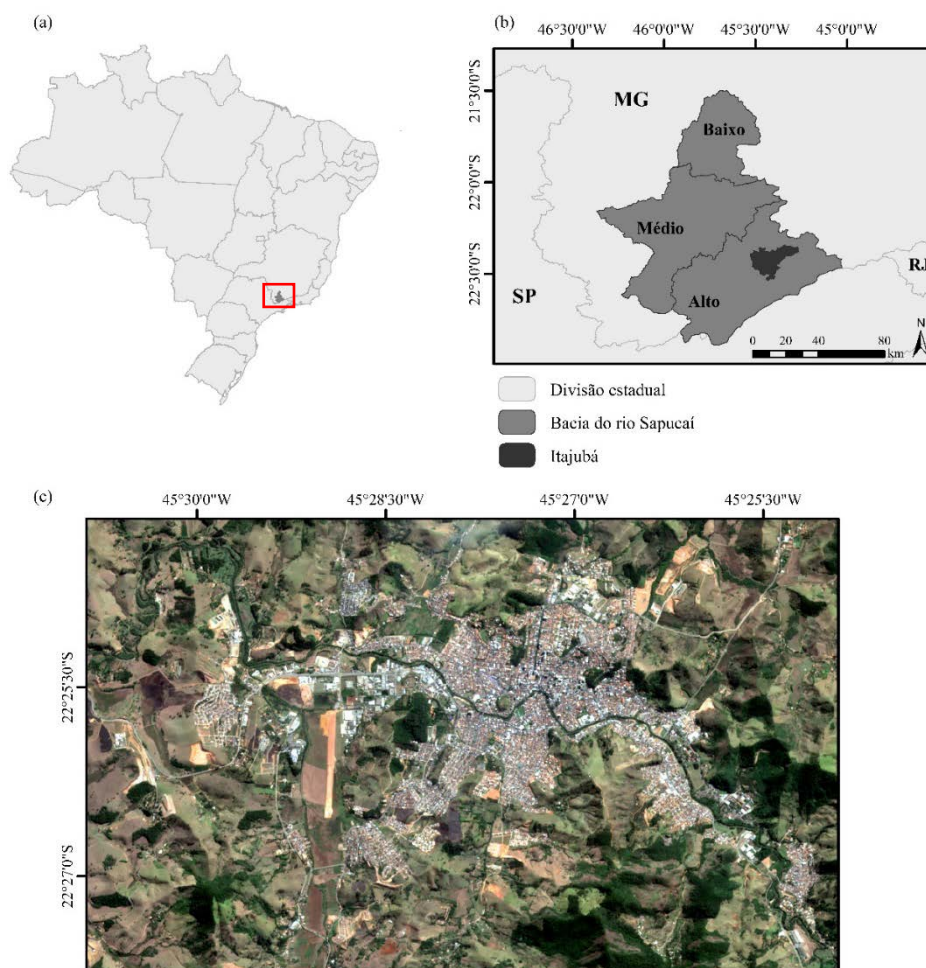 (a)
(b)
46°30'0"W 46°0'0"W 45°30'0"W 45°0'0"W
21°30'0"S
22°0'0"S
22°30'0"S
MG
Baixo
Médio
Alto
SP
RJ
N
0 20 40 80
km
Divisão estadual
Bacia do rio Sapucaí
Itajubá
(c)
45°30'0"W 45°28'30"W 45°27'0"W 45°25'30"W
22°25'30"S
22°27'0"S